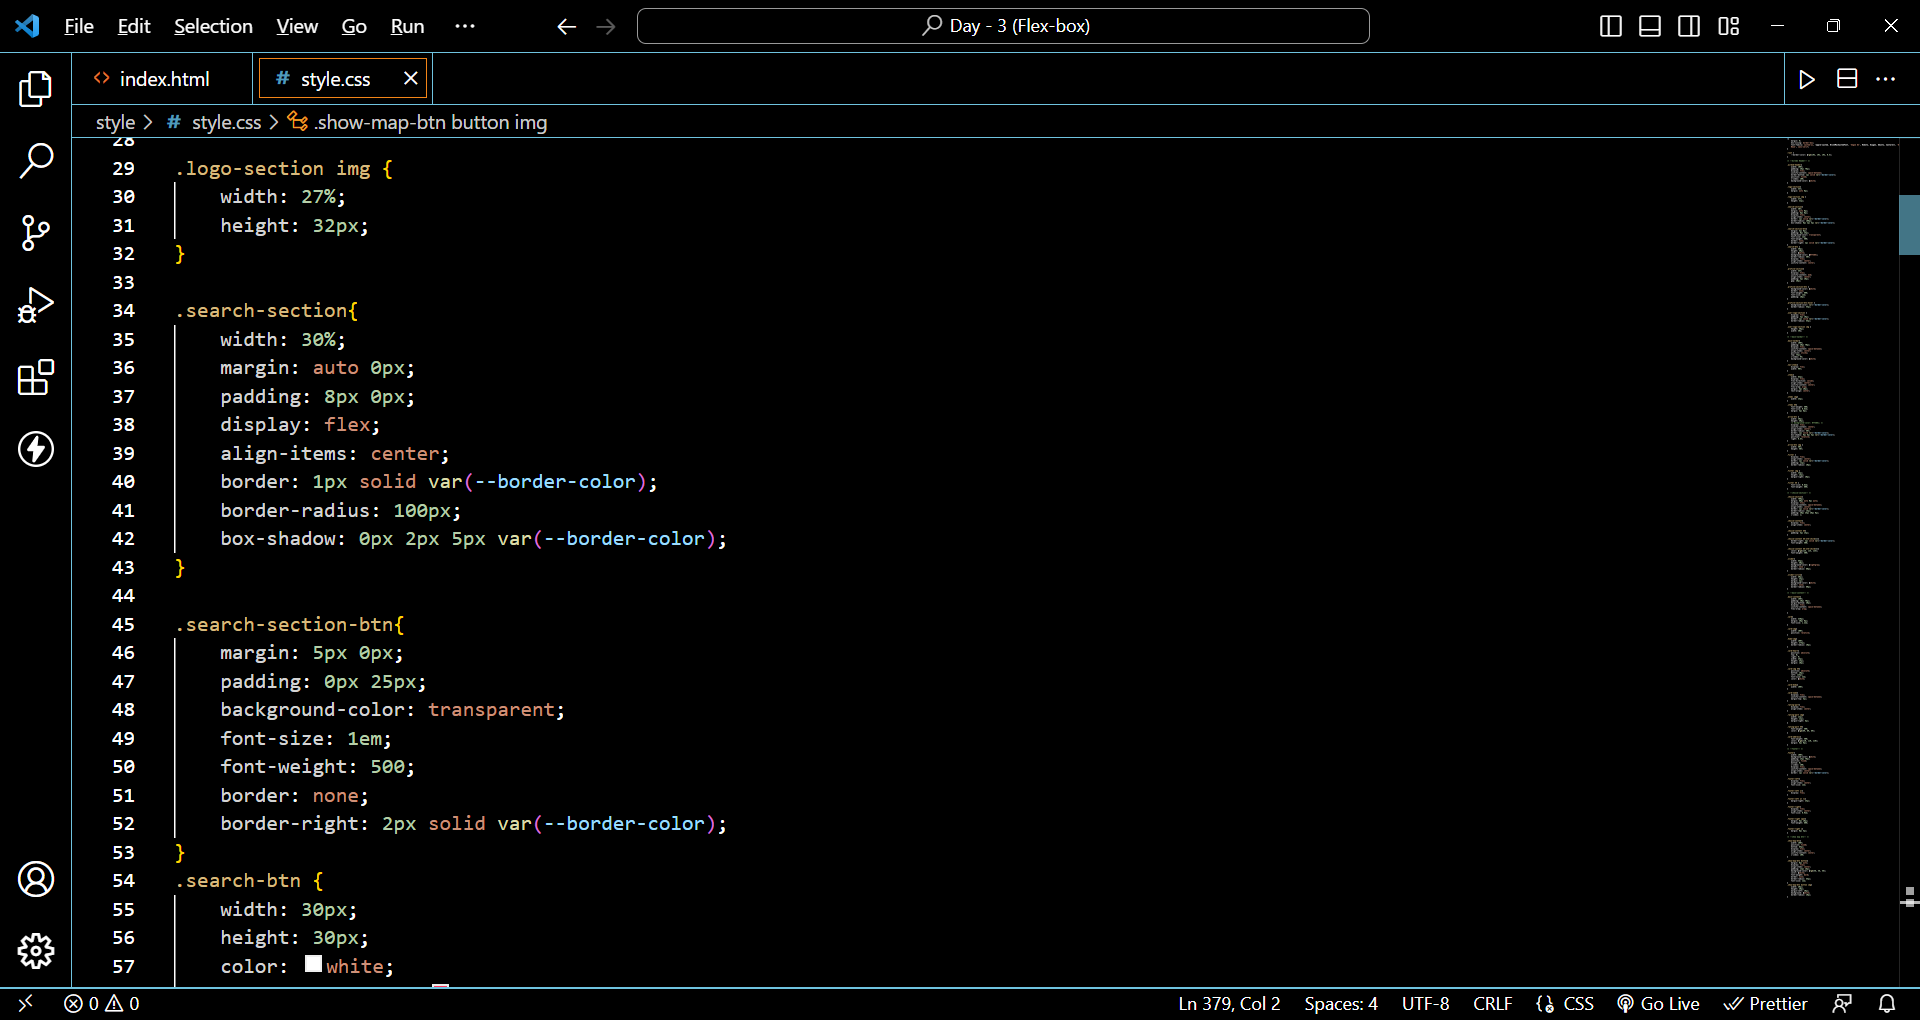 File Edit Selection View Go Run ···
Day - 3 (Flex-box)
index.html
# style.css
style > # style.css > .show-map-btn button img
28
29 .logo-section img {
30 width: 27%;
31 height: 32px;
32 }
33
34 .search-section{
35 width: 30%;
36 margin: auto 0px;
37 padding: 8px 0px;
38 display: flex;
39 align-items: center;
40 border: 1px solid var(--border-color);
41 border-radius: 100px;
42 box-shadow: 0px 2px 5px var(--border-color);
43 }
44
45 .search-section-btn{
46 margin: 5px 0px;
47 padding: 0px 25px;
48 background-color: transparent;
49 font-size: 1em;
50 font-weight: 500;
51 border: none;
52 border-right: 2px solid var(--border-color);
53 }
54 .search-btn {
55 width: 30px;
56 height: 30px;
57 color: white;
0 0 Ln 379, Col 2 Spaces: 4 UTF-8 CRLF CSS Go Live Prettier